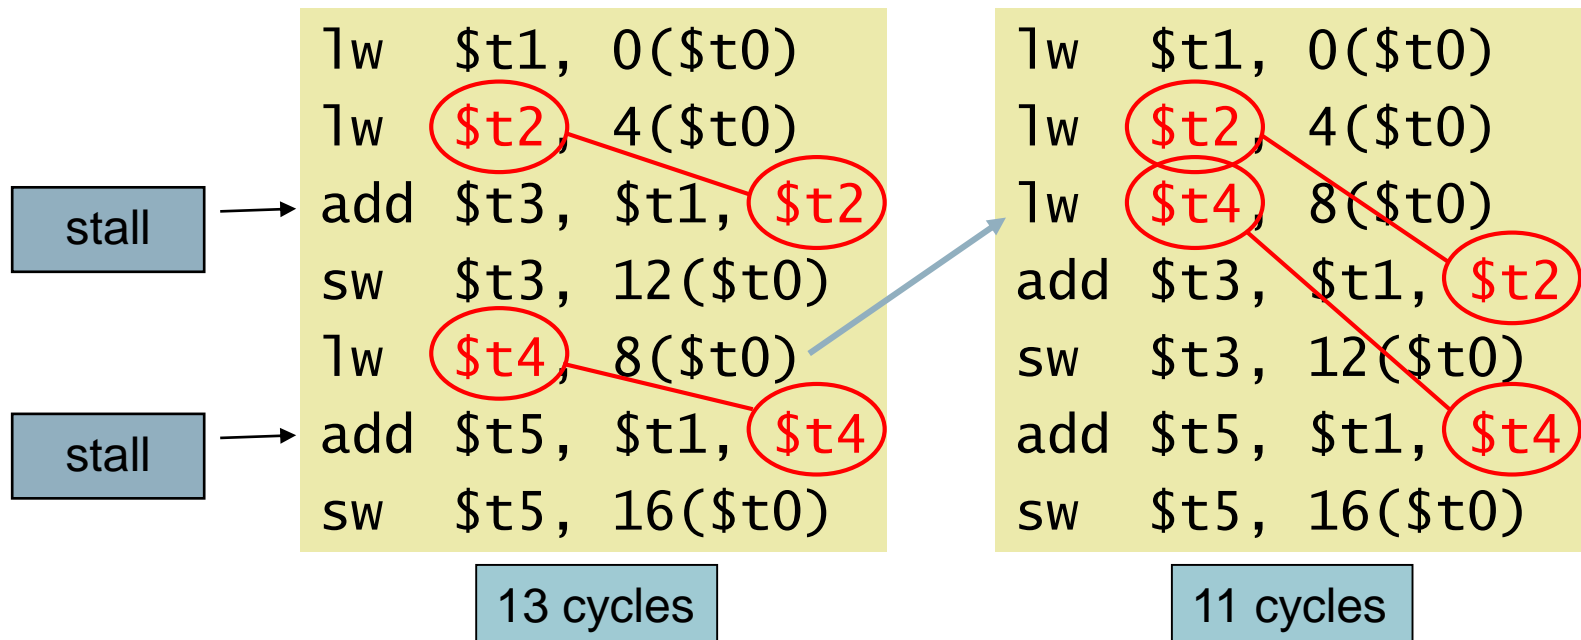 lw $t1, 0($t0)
lw $t2, 4($t0)
add $t3, $t1, $t2
sw $t3, 12($t0)
lw $t4, 8($t0)
add $t5, $t1, $t4
sw $t5, 16($t0)
stall
stall
13 cycles
lw $t1, 0($t0)
lw $t2, 4($t0)
lw $t4, 8($t0)
add $t3, $t1, $t2
sw $t3, 12($t0)
add $t5, $t1, $t4
sw $t5, 16($t0)
11 cycles